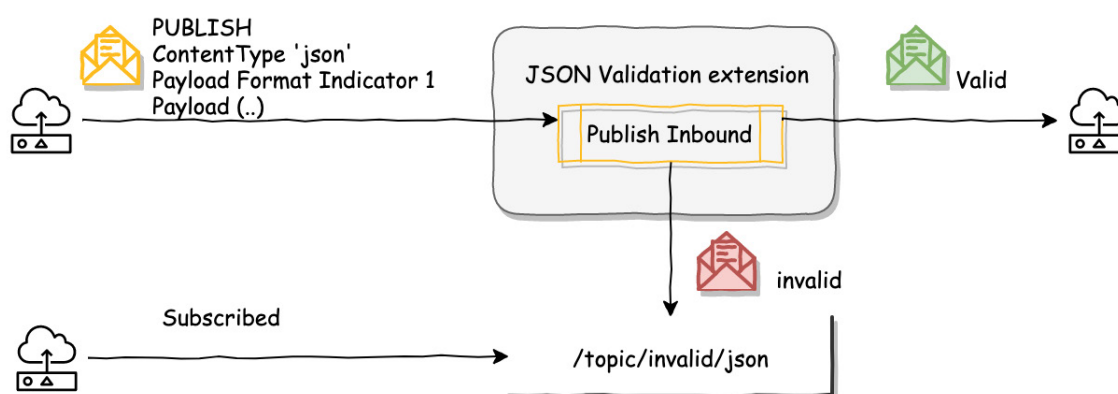 PUBLISH
ContentType 'json'
Payload Format Indicator 1
Payload (..)
JSON Validation extension
Publish Inbound
Valid
invalid
Subscribed
/topic/invalid/json